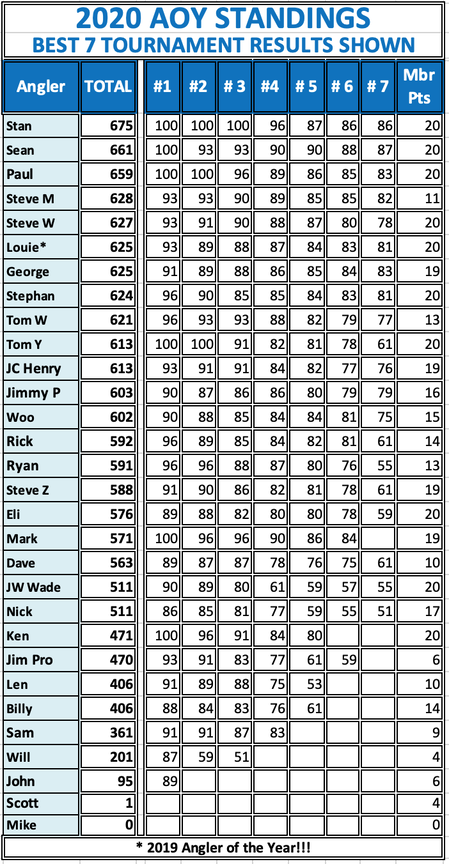 2020 AOY STANDINGS
BEST 7 TOURNAMENT RESULTS SHOWN
Angler TOTAL #1 #2 # 3 #4 # 5 # 6 # 7 Mbr Pts
Stan 675 100 100 100 96 87 86 86 20
Sean 661 100 93 93 90 90 88 87 20
Paul 659 100 100 96 89 86 85 83 20
Steve M 628 93 93 90 89 85 85 82 11
Steve W 627 93 91 90 88 87 80 78 20
Louie* 625 93 89 88 87 84 83 81 20
George 625 91 89 88 86 85 84 83 19
Stephan 624 96 90 85 85 84 83 81 20
Tom W 621 96 93 93 88 82 79 77 13
Tom Y 613 100 100 91 82 81 78 61 20
JC Henry 613 93 91 91 84 82 77 76 19
Jimmy P 603 90 87 86 86 80 79 79 16
Woo 602 90 88 85 84 84 81 75 15
Rick 592 96 89 85 84 82 81 61 14
Ryan 591 96 96 88 87 80 76 55 13
Steve Z 588 91 90 86 82 81 78 61 19
Eli 576 89 88 82 80 80 78 59 20
Mark 571 100 96 96 90 86 84 19
Dave 563 89 87 87 78 76 75 61 10
JW Wade 511 90 89 80 61 59 57 55 20
Nick 511 86 85 81 77 59 55 51 17
Ken 471 100 96 91 84 80 20
Jim Pro 470 93 91 83 77 61 59 6
Len 406 91 89 88 75 53 10
Billy 406 88 84 83 76 61 14
Sam 361 91 91 87 83 9
Will 201 87 59 51 4
John 95 89 6
Scott 1 4
Mike 0 0
* 2019 Angler of the Year!!!